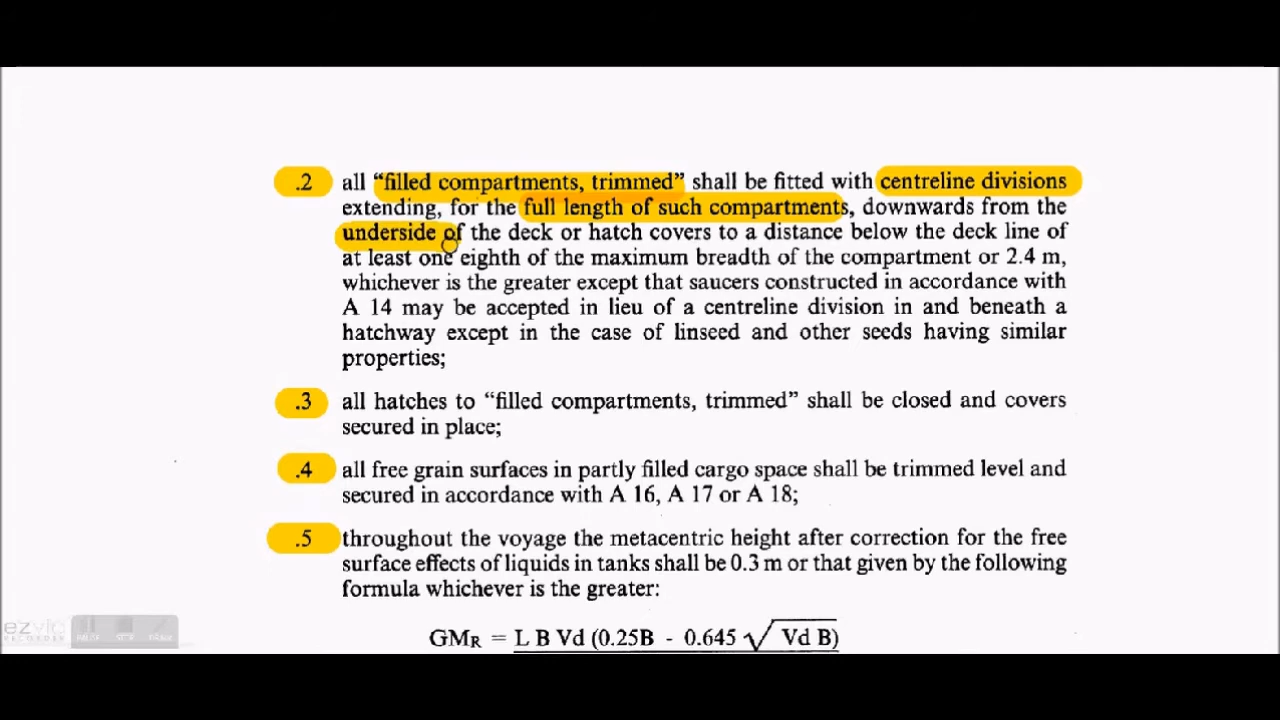 .2 all “filled compartments, trimmed” shall be fitted with centreline divisions
extending, for the full length of such compartments, downwards from the
underside of the deck or hatch covers to a distance below the deck line of
at least one eighth of the maximum breadth of the compartment or 2.4 m,
whichever is the greater except that saucers constructed in accordance with
A 14 may be accepted in lieu of a centreline division in and beneath a
hatchway except in the case of linseed and other seeds having similar
properties;
.3 all hatches to “filled compartments, trimmed” shall be closed and covers
secured in place;
.4 all free grain surfaces in partly filled cargo space shall be trimmed level and
secured in accordance with A 16, A 17 or A 18;
.5 throughout the voyage the metacentric height after correction for the free
surface effects of liquids in tanks shall be 0.3 m or that given by the following
formula whichever is the greater:
GMR = L B Vd (0.25B - 0.645 √ Vd B)
ezvid
RECORDER